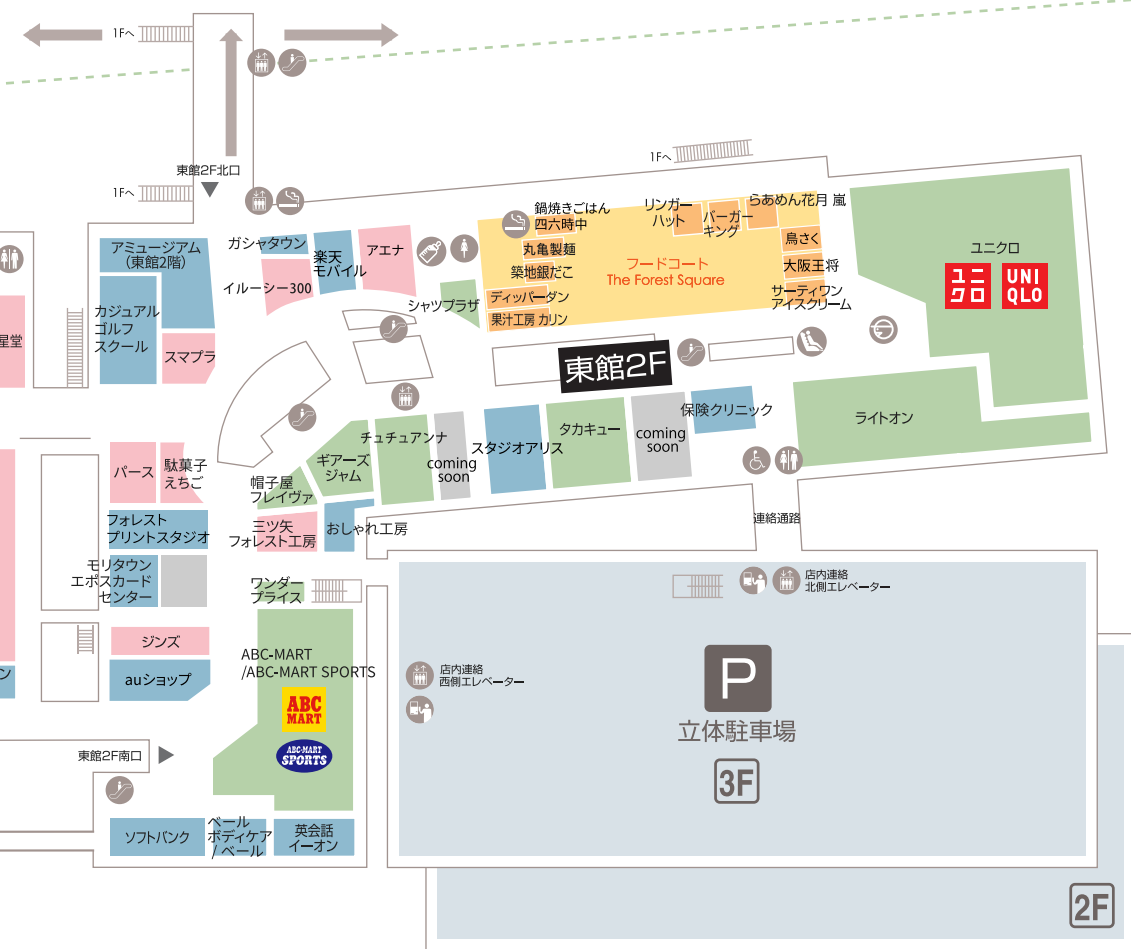 1Fへ
東館2F北口
1Fへ
1Fへ
アミュージアム
(東館2階)
カジュアル
ゴルフ
スクール
スマプラ
星堂
ガシャタウン
イルーシー300
楽天
モバイル
アエナ
シャツプラザ
鍋焼きごはん
四六時中
丸亀製麺
築地銀だこ
ディッパーダン
果汁工房 カリン
フードコート
The Forest Square
リンガー
ハット
バーガー
キング
らあめん花月 嵐
鳥さく
大阪王将
サーティワン
アイスクリーム
ユニクロ
ユニ
クロ
UNI
QLO
東館2F
ライトオン
保険クリニック
coming
soon
タカキュー
スタジオアリス
coming
soon
チュチュアンナ
ギアーズ
ジャム
帽子屋
フレイヴァ
三ツ矢
フォレスト工房
おしゃれ工房
パース
駄菓子
えちご
フォレスト
プリントスタジオ
モリタウン
エポスカード
センター
ジンズ
auショップ
ン
ワンダー
プライス
ABC-MART
/ABC-MART SPORTS
ABC
MART
ABC-MART
SPORTS
東館2F南口
ソフトバンク
ベール
ボディケア
/ ベール
英会話
イーオン
連絡通路
店内連絡
北側エレベーター
店内連絡
西側エレベーター
P
立体駐車場
3F
2F